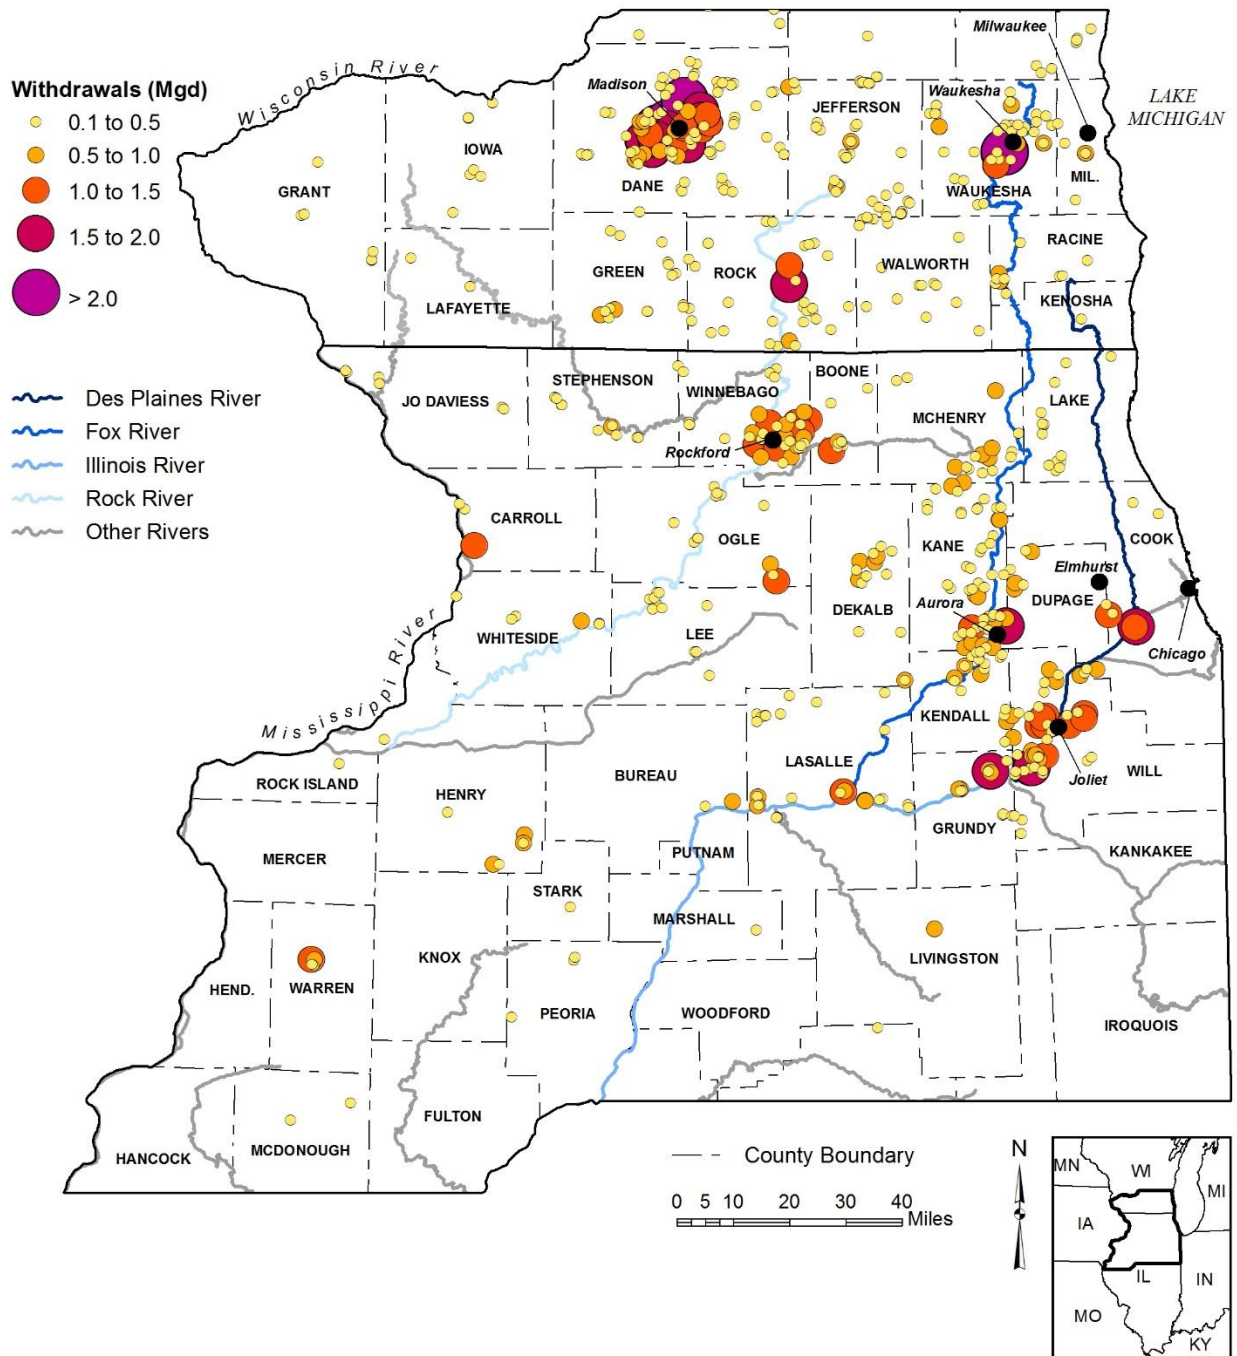 Milwaukee
Wisconsin River
Withdrawals (Mgd)
0.1 to 0.5
0.5 to 1.0
1.0 to 1.5
1.5 to 2.0
> 2.0
Madison
Waukesha
LAKE
MICHIGAN
JEFFERSON
IOWA
GRANT
DANE
WAUKESHA
MIL.
RACINE
GREEN
ROCK
WALWORTH
LAFAYETTE
KENOSHA
Des Plaines River
Fox River
Illinois River
Rock River
Other Rivers
STEPHENSON
WINNEBAGO
BOONE
JO DAVIESS
MCHENRY
LAKE
Rockford
CARROLL
OGLE
KANE
COOK
Elmhurst
DEKALB
Aurora
DUPAGE
WHITESIDE
LEE
Chicago
Mississippi River
KENDALL
ROCK ISLAND
HENRY
BUREAU
LASALLE
Joliet
WILL
GRUNDY
MERCER
PUTNAM
KANKAKEE
STARK
MARSHALL
KNOX
LIVINGSTON
HEND.
WARREN
PEORIA
WOODFORD
IROQUOIS
FULTON
MCDONOUGH
HANCOCK
County Boundary
0 5 10 20 30 40
Miles
N
MN
WI
MI
IA
IL
IN
MO
KY